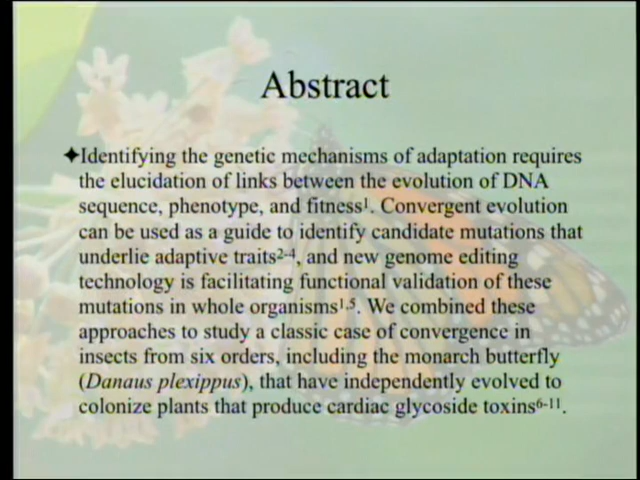 Abstract
✦Identifying the genetic mechanisms of adaptation requires
the elucidation of links between the evolution of DNA
sequence, phenotype, and fitness¹. Convergent evolution
can be used as a guide to identify candidate mutations that
underlie adaptive traits²⁻⁴, and new genome editing
technology is facilitating functional validation of these
mutations in whole organisms¹,⁵. We combined these
approaches to study a classic case of convergence in
insects from six orders, including the monarch butterfly
(Danaus plexippus), that have independently evolved to
colonize plants that produce cardiac glycoside toxins⁶⁻¹¹.